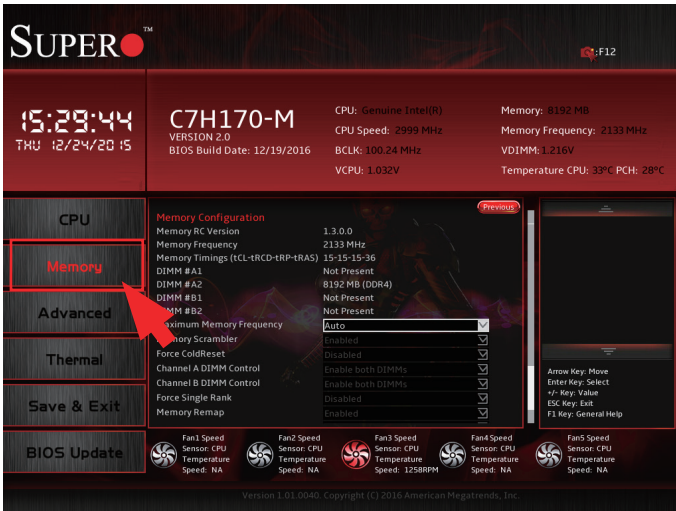 SUPER TM
:F12
15:29:44
THU 12/24/2015
C7H170-M
VERSION 2.0
BIOS Build Date: 12/19/2016
CPU: Genuine Intel(R)
CPU Speed: 2999 MHz
BCLK: 100.24 MHz
VCPU: 1.032V
Memory: 8192 MB
Memory Frequency: 2133 MHz
VDIMM: 1.216V
Temperature CPU: 33°C PCH: 28°C
CPU
Memory
Advanced
Thermal
Save & Exit
BIOS Update
Previous
Memory Configuration
Memory RC Version 1.3.0.0
Memory Frequency 2133 MHz
Memory Timings (tCL-tRCD-tRP-tRAS) 15-15-15-36
DIMM #A1 Not Present
DIMM #A2 8192 MB (DDR4)
DIMM #B1 Not Present
DIMM #B2 Not Present
Maximum Memory Frequency Auto
Memory Scrambler Enabled
Force ColdReset Disabled
Channel A DIMM Control Enable both DIMMs
Channel B DIMM Control Enable both DIMMs
Force Single Rank Disabled
Memory Remap Enabled
Arrow Key: Move
Enter Key: Select
+/- Key: Value
ESC Key: Exit
F1 Key: General Help
Fan1 Speed
Sensor: CPU
Temperature
Speed: NA
Fan2 Speed
Sensor: CPU
Temperature
Speed: NA
Fan3 Speed
Sensor: CPU
Temperature
Speed: 1258RPM
Fan4 Speed
Sensor: CPU
Temperature
Speed: NA
Fan5 Speed
Sensor: CPU
Temperature
Speed: NA
Version 1.01.0040. Copyright (C) 2016 American Megatrends, Inc.